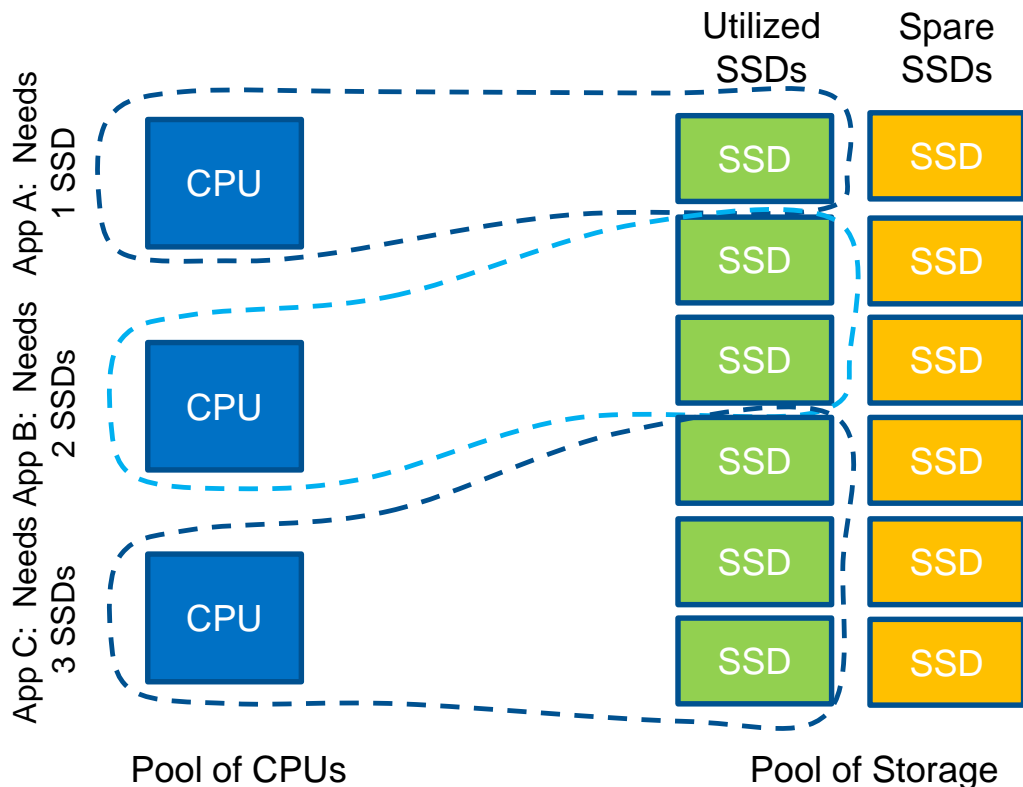 Utilized
SSDs
Spare
SSDs
App A:  Needs
1 SSD
CPU
SSD
SSD
SSD
SSD
App B:  Needs
2 SSDs
CPU
SSD
SSD
SSD
SSD
App C:  Needs
3 SSDs
CPU
SSD
SSD
SSD
SSD
Pool of CPUs
Pool of Storage